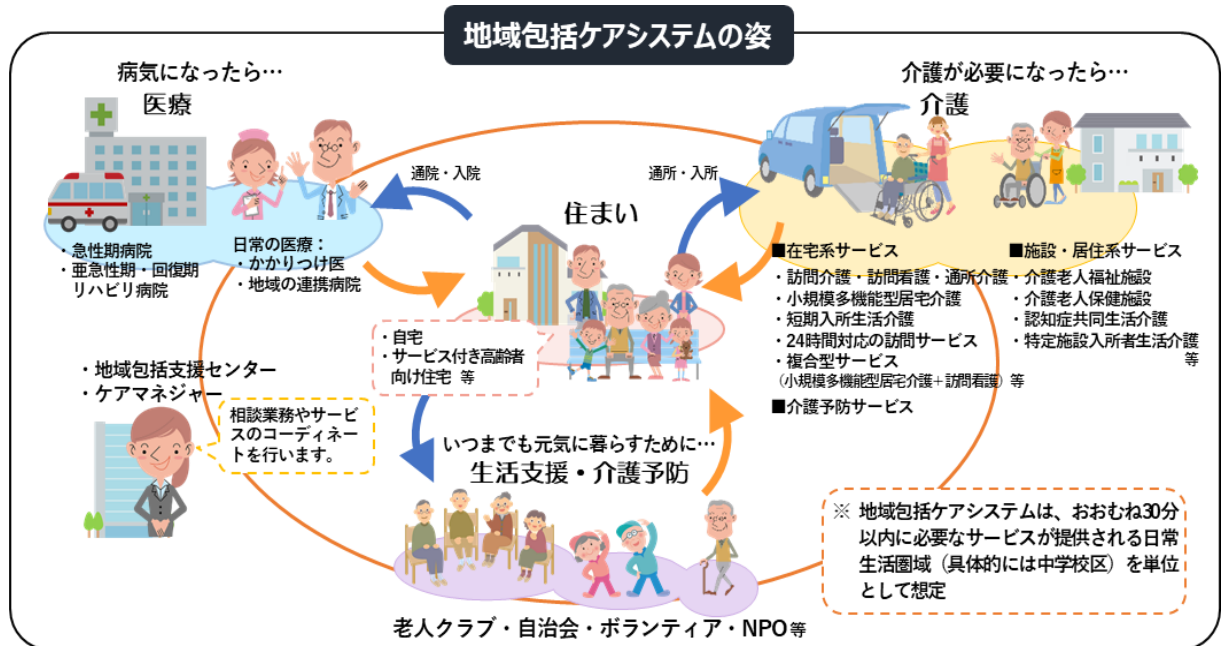 地域包括ケアシステムの姿
病気になったら…
医療
・急性期病院
・亜急性期・回復期
リハビリ病院
日常の医療：
・かかりつけ医
・地域の連携病院
通院・入院
住まい
・自宅
・サービス付き高齢者
向け住宅 等
通所・入所
介護が必要になったら…
介護
■在宅系サービス
・訪問介護・訪問看護・通所介護
・小規模多機能型居宅介護
・短期入所生活介護
・24時間対応の訪問サービス
・複合型サービス
（小規模多機能型居宅介護＋訪問看護）等
■介護予防サービス
■施設・居住系サービス
・介護老人福祉施設
・介護老人保健施設
・認知症共同生活介護
・特定施設入所者生活介護
等
・地域包括支援センター
・ケアマネジャー
相談業務やサービ
スのコーディネー
トを行います。
いつまでも元気に暮らすために…
生活支援・介護予防
老人クラブ・自治会・ボランティア・NPO 等
※ 地域包括ケアシステムは、おおむね30分
以内に必要なサービスが提供される日常
生活圏域（具体的には中学校区）を単位
として想定